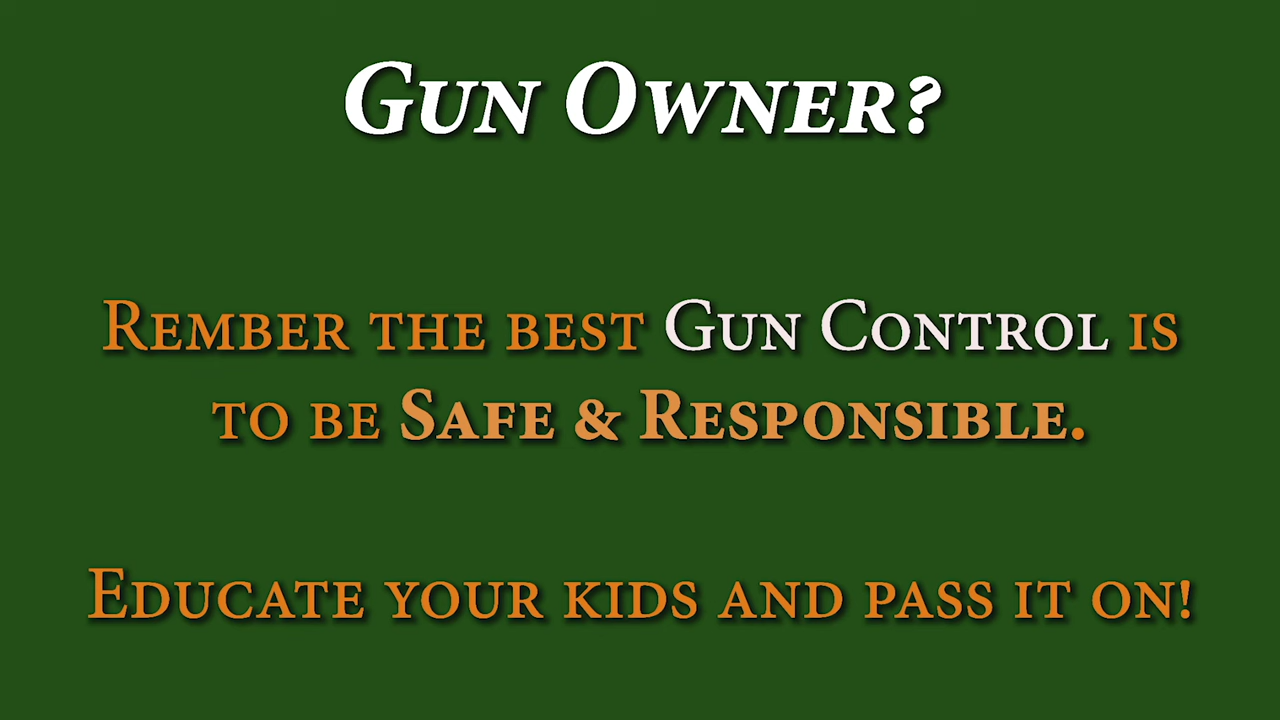 Gun Owner?
Rember the best Gun Control is
to be Safe & Responsible.
Educate your kids and pass it on!